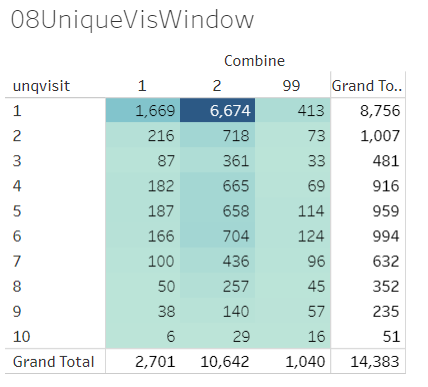 08UniqueVisWindow
Combine
unqvisit 1 2 99 Grand To..
1 1,669 6,674 413 8,756
2 216 718 73 1,007
3 87 361 33 481
4 182 665 69 916
5 187 658 114 959
6 166 704 124 994
7 100 436 96 632
8 50 257 45 352
9 38 140 57 235
10 6 29 16 51
Grand Total 2,701 10,642 1,040 14,383